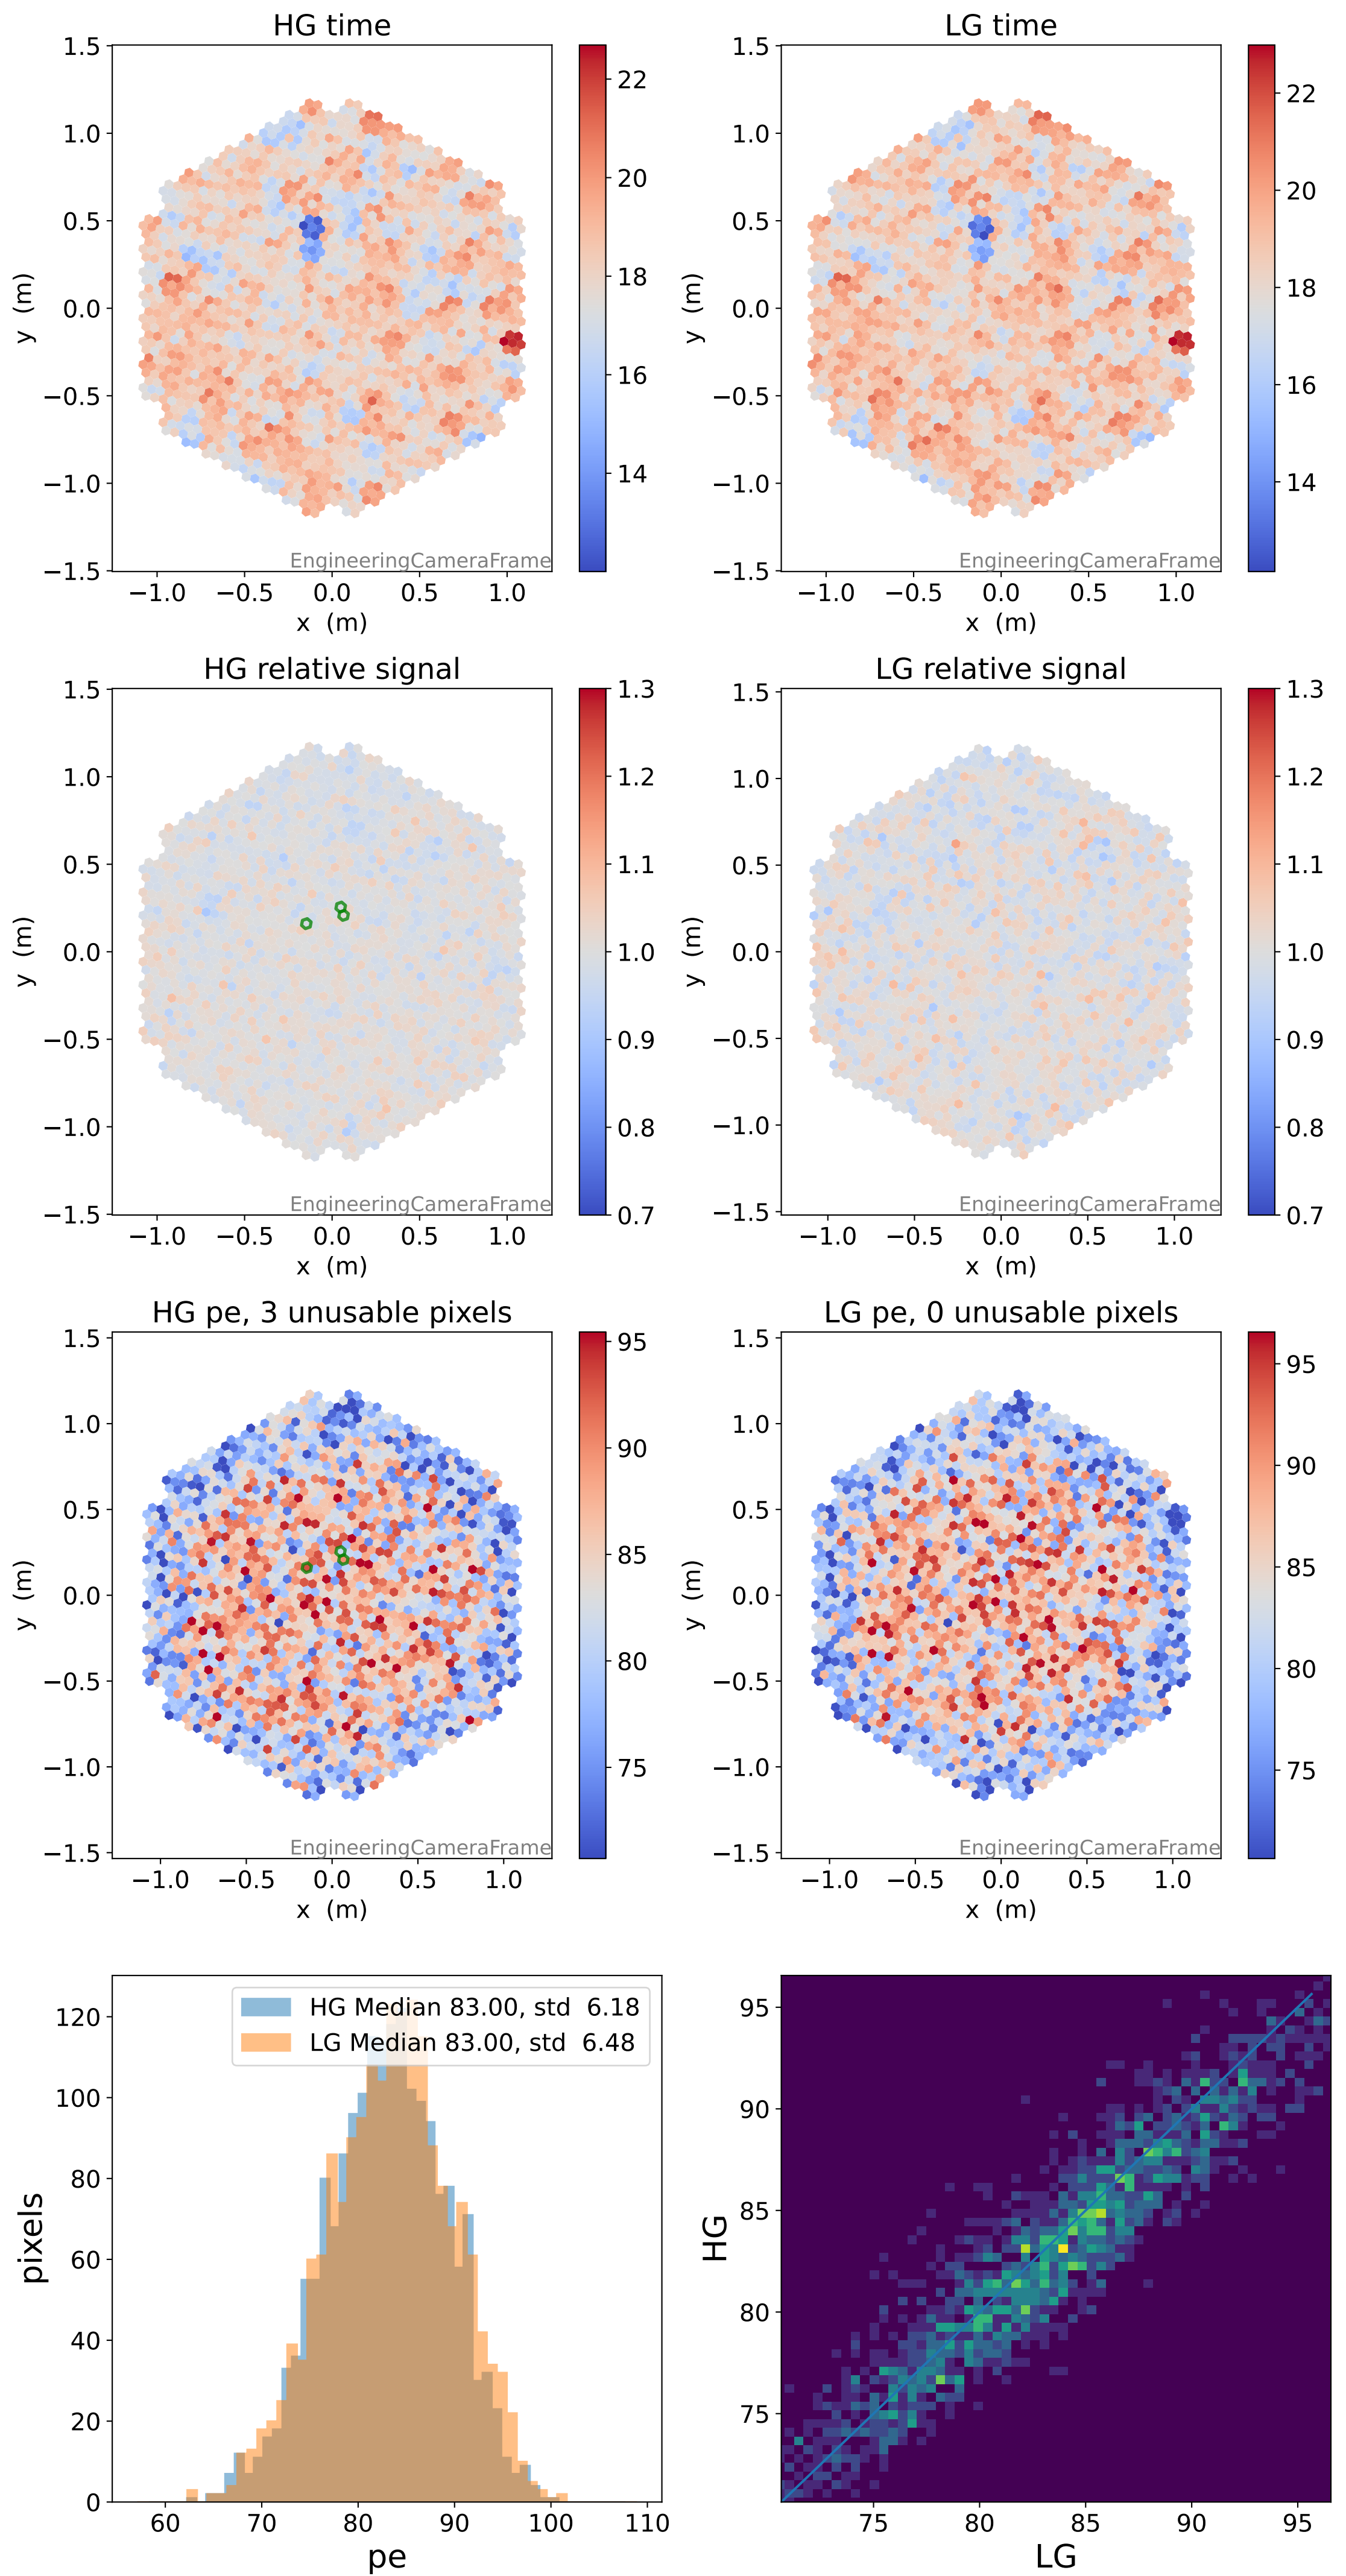 HG time
1.5
1.0
0.5
0.0
−0.5
−1.0
−1.5
y (m)
−1.0 −0.5 0.0 0.5 1.0
x (m)
EngineeringCameraFrame
22
20
18
16
14
LG time
1.5
1.0
0.5
0.0
−0.5
−1.0
−1.5
y (m)
−1.0 −0.5 0.0 0.5 1.0
x (m)
EngineeringCameraFrame
22
20
18
16
14
HG relative signal
1.5
1.0
0.5
0.0
−0.5
−1.0
−1.5
y (m)
−1.0 −0.5 0.0 0.5 1.0
x (m)
EngineeringCameraFrame
1.3
1.2
1.1
1.0
0.9
0.8
0.7
LG relative signal
1.5
1.0
0.5
0.0
−0.5
−1.0
−1.5
y (m)
−1.0 −0.5 0.0 0.5 1.0
x (m)
EngineeringCameraFrame
1.3
1.2
1.1
1.0
0.9
0.8
0.7
HG pe, 3 unusable pixels
1.5
1.0
0.5
0.0
−0.5
−1.0
−1.5
y (m)
−1.0 −0.5 0.0 0.5 1.0
x (m)
EngineeringCameraFrame
95
90
85
80
75
LG pe, 0 unusable pixels
1.5
1.0
0.5
0.0
−0.5
−1.0
−1.5
y (m)
−1.0 −0.5 0.0 0.5 1.0
x (m)
EngineeringCameraFrame
95
90
85
80
75
HG Median 83.00, std 6.18
LG Median 83.00, std 6.48
120
100
80
60
40
20
0
pixels
60 70 80 90 100 110
pe
95
90
85
80
75
HG
75 80 85 90 95
LG